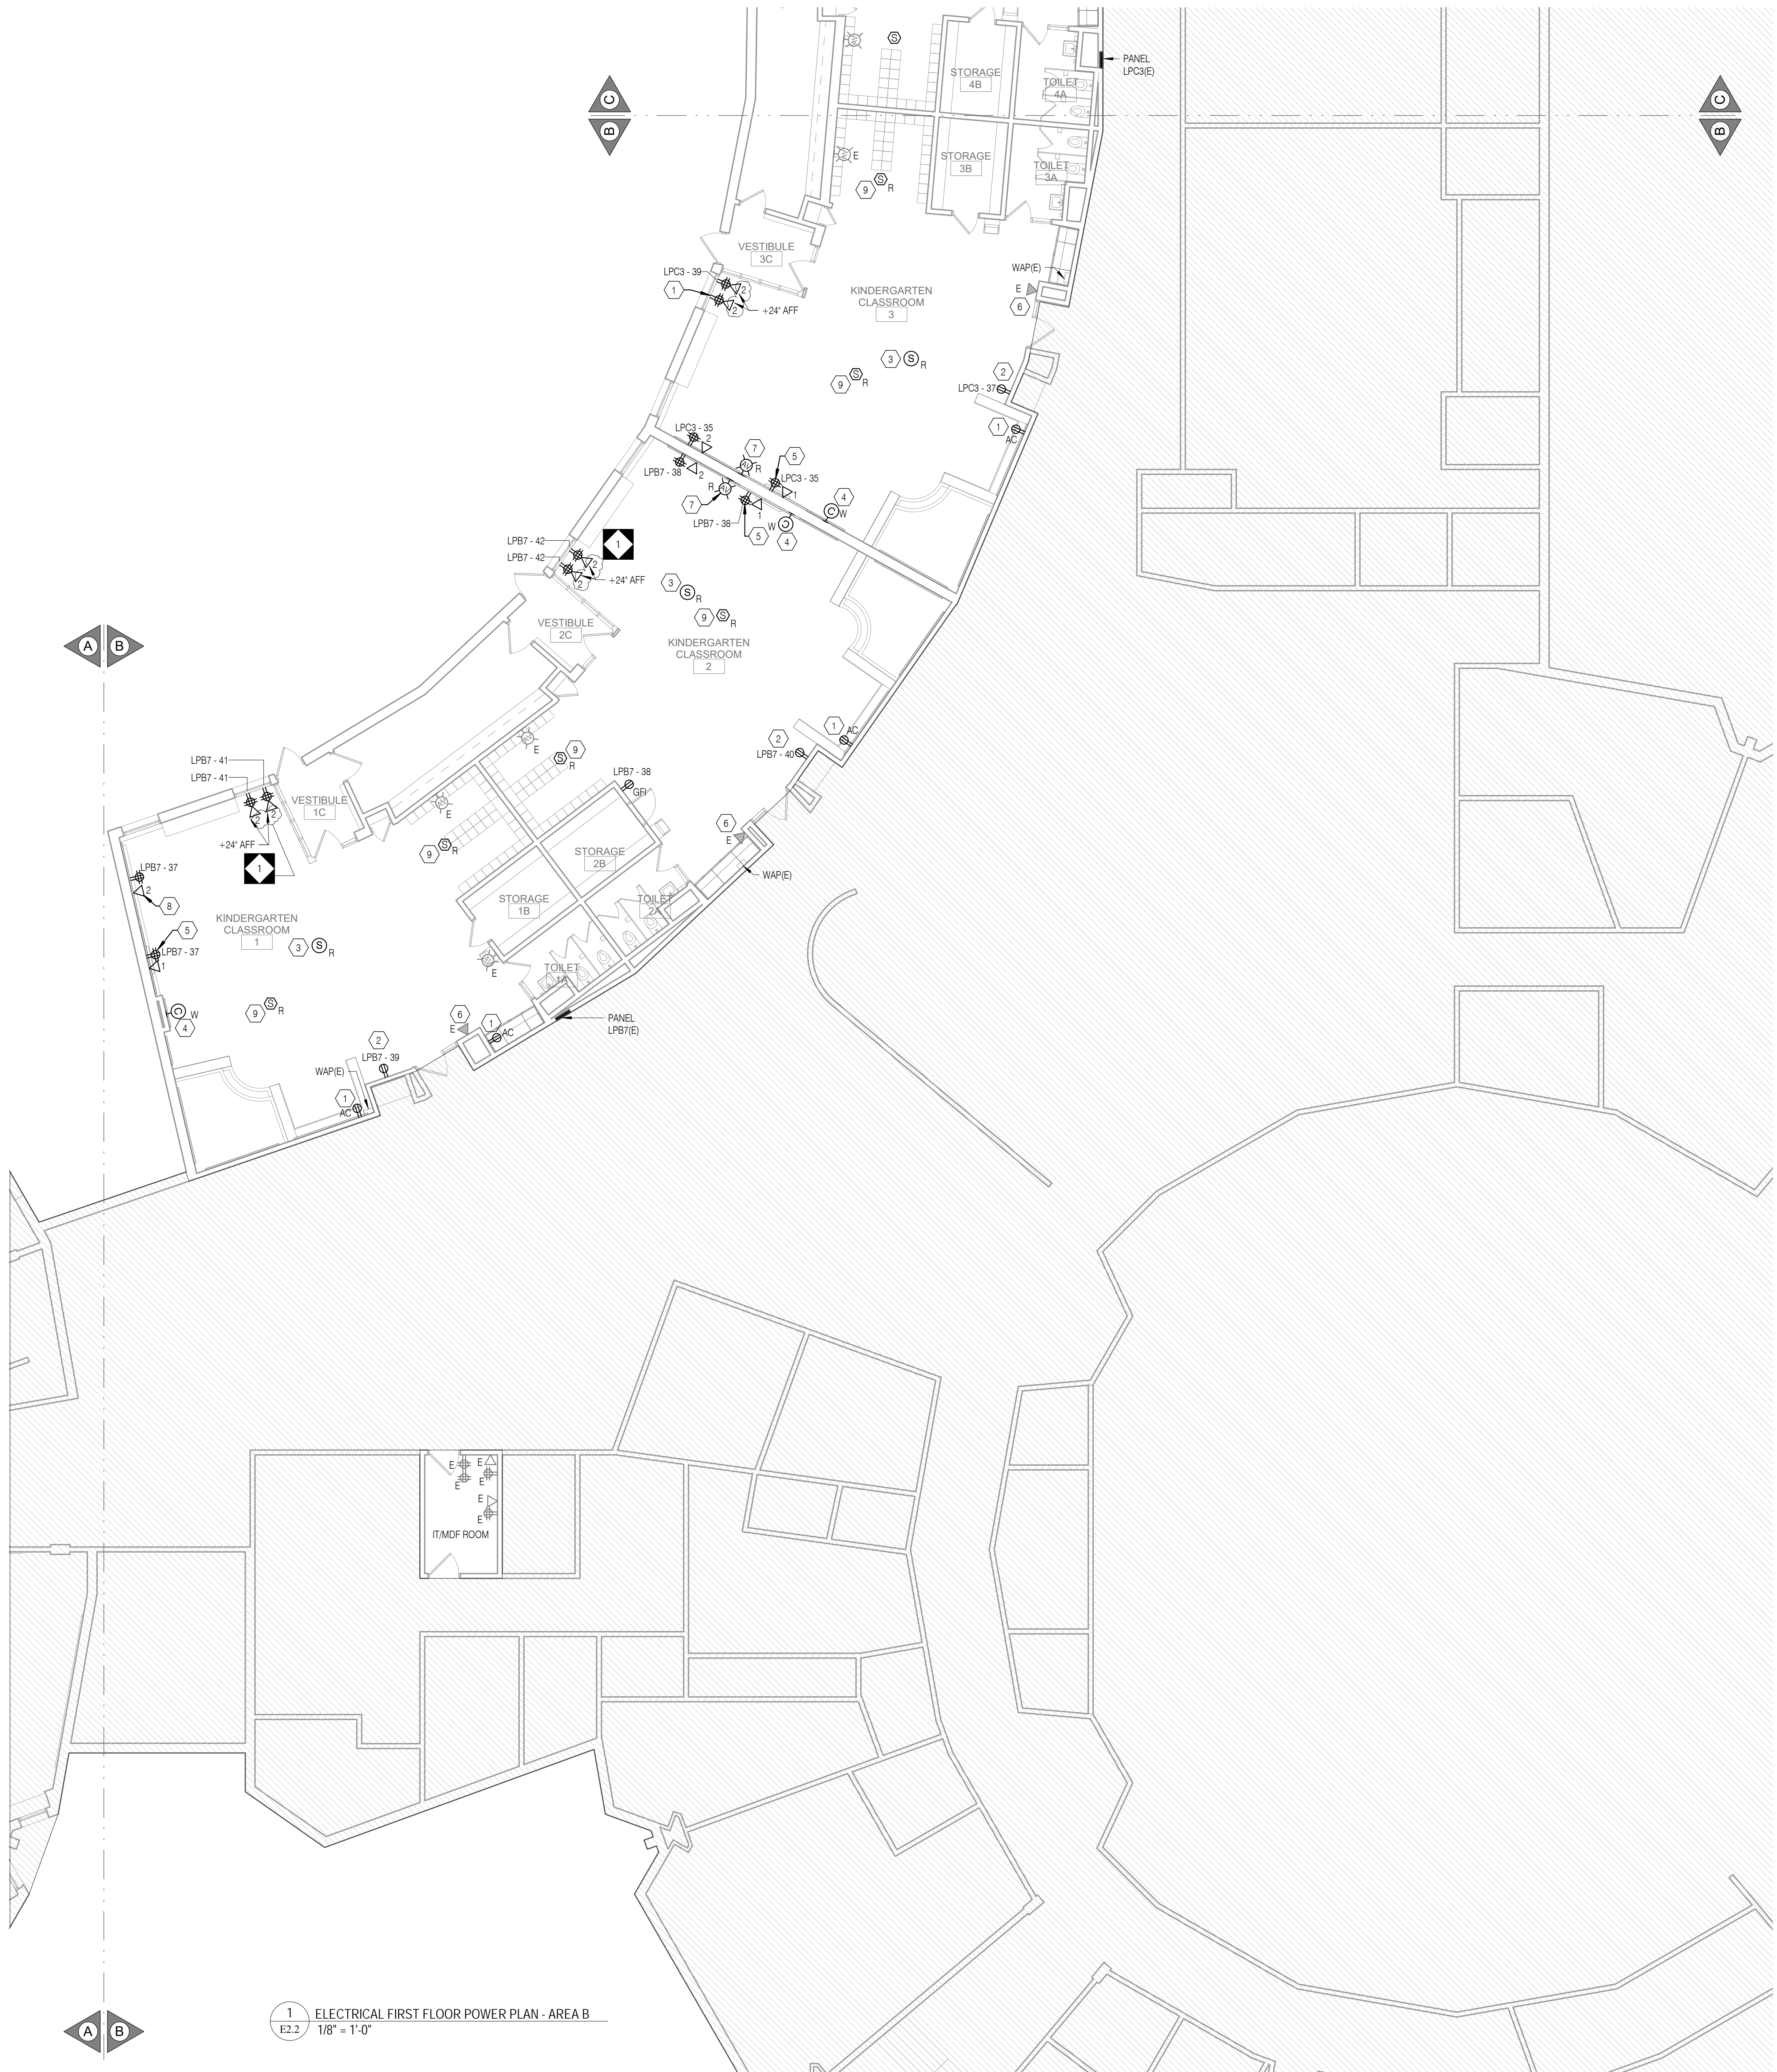 S
STORAGE
4B
TOILET
4A
PANEL
LPC3(E)
C
B
C
B
E
STORAGE
3B
TOILET
3A
9
S
R
VESTIBULE
3C
WAP(E)
LPC3 - 39
1
2
2
+24" AFF
KINDERGARTEN
CLASSROOM
3
E
6
3
S
R
9
S
R
2
LPC3 - 37
1
AC
LPC3 - 35
2
7
AV
R
5
LPC3 - 35
1
LPB7 - 38
2
R
AV
7
LPB7 - 38
1
5
4
C
W
W
C
4
LPB7 - 42
LPB7 - 42
1
2
2
+24" AFF
3
S
R
9
S
R
VESTIBULE
2C
KINDERGARTEN
CLASSROOM
2
A
B
1
AC
2
LPB7 - 40
AV
E
9
S
R
LPB7 - 38
GFI
LPB7 - 41
LPB7 - 41
2
2
VESTIBULE
1C
AV
E
+24" AFF
1
9
S
R
6
E
STORAGE
2B
WAP(E)
LPB7 - 37
2
8
STORAGE
1B
TOILET
2A
KINDERGARTEN
CLASSROOM
1
5
LPB7 - 37
1
3
S
R
AV
E
TOILET
1A
9
S
R
C
W
4
6
E
1
AC
PANEL
LPB7(E)
2
LPB7 - 39
WAP(E)
1
AC
E
E
E
E
E
E
IT/MDF ROOM
1
E2.2
ELECTRICAL FIRST FLOOR POWER PLAN - AREA B
1/8" = 1'-0"
A
B